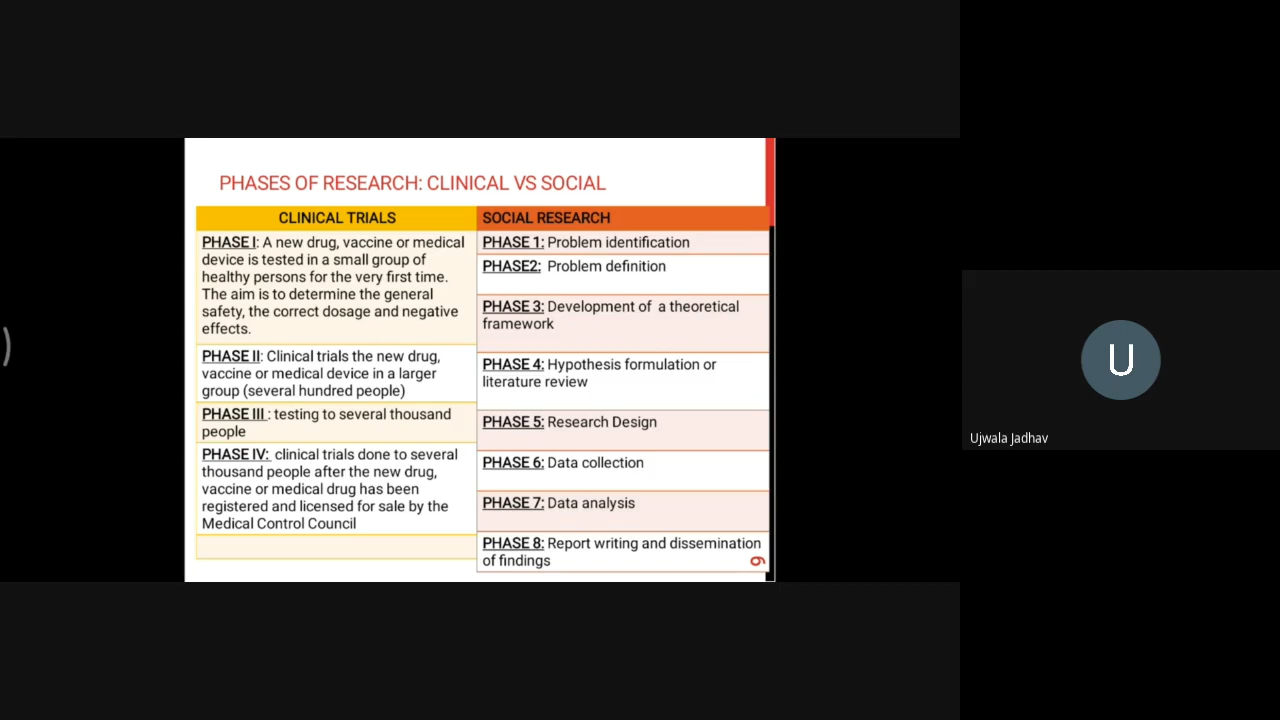 PHASES OF RESEARCH: CLINICAL VS SOCIAL
CLINICAL TRIALS
PHASE I: A new drug, vaccine or medical
device is tested in a small group of
healthy persons for the very first time.
The aim is to determine the general
safety, the correct dosage and negative
effects.
PHASE II: Clinical trials the new drug,
vaccine or medical device in a larger
group (several hundred people)
PHASE III : testing to several thousand
people
PHASE IV: clinical trials done to several
thousand people after the new drug,
vaccine or medical drug has been
registered and licensed for sale by the
Medical Control Council
SOCIAL RESEARCH
PHASE 1: Problem identification
PHASE2: Problem definition
PHASE 3: Development of a theoretical
framework
PHASE 4: Hypothesis formulation or
literature review
PHASE 5: Research Design
PHASE 6: Data collection
PHASE 7: Data analysis
PHASE 8: Report writing and dissemination
of findings
6
U
Ujwala Jadhav